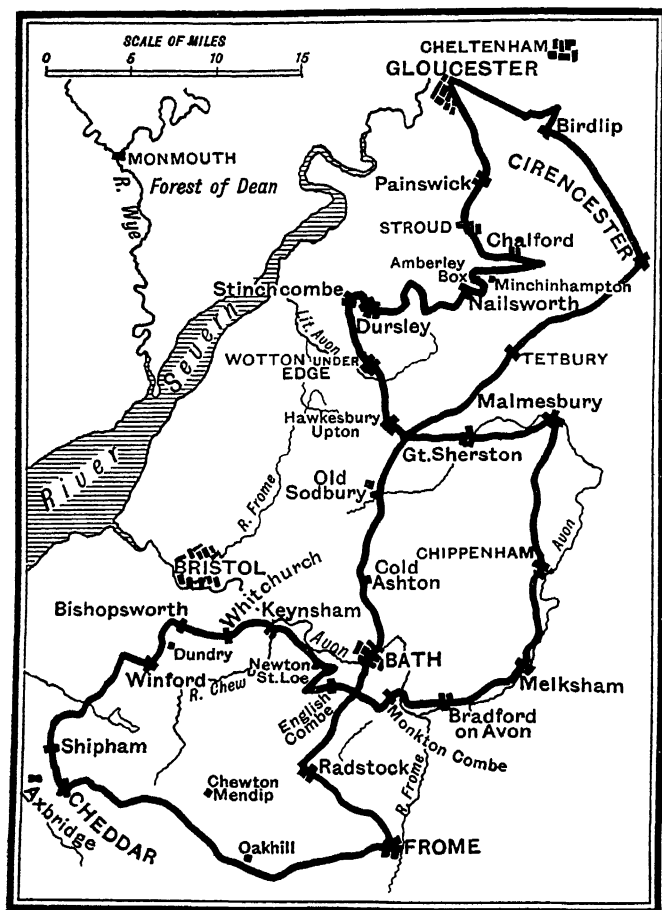 SCALE OF MILES
0 6 10 15
CHELTENHAM
GLOUCESTER
Birdlip
MONMOUTH
Forest of Dean
R. Wye
Painswick
CIRENCESTER
STROUD
Chalford
Amberley
Box
Minchinhampton
Nailsworth
Stinchcombe
Dursley
Lit. Avon
River Severn
WOTTON UNDER
EDGE
TETBURY
Malmesbury
Hawkesbury
Upton
Gt. Sherston
Old
Sodbury
R. Frome
Avon
CHIPPENHAM
BRISTOL
Cold
Ashton
Whitchurch
Bishopsworth
Keynsham
Avon
Dundry
BATH
Winford
Newton
St. Loe
R. Chew
Melksham
English
Combe
Bradford
on Avon
Monkton Combe
Shipham
Radstock
R. Frome
Chewton
Mendip
Axbridge
CHEDDAR
Oakhill
FROME